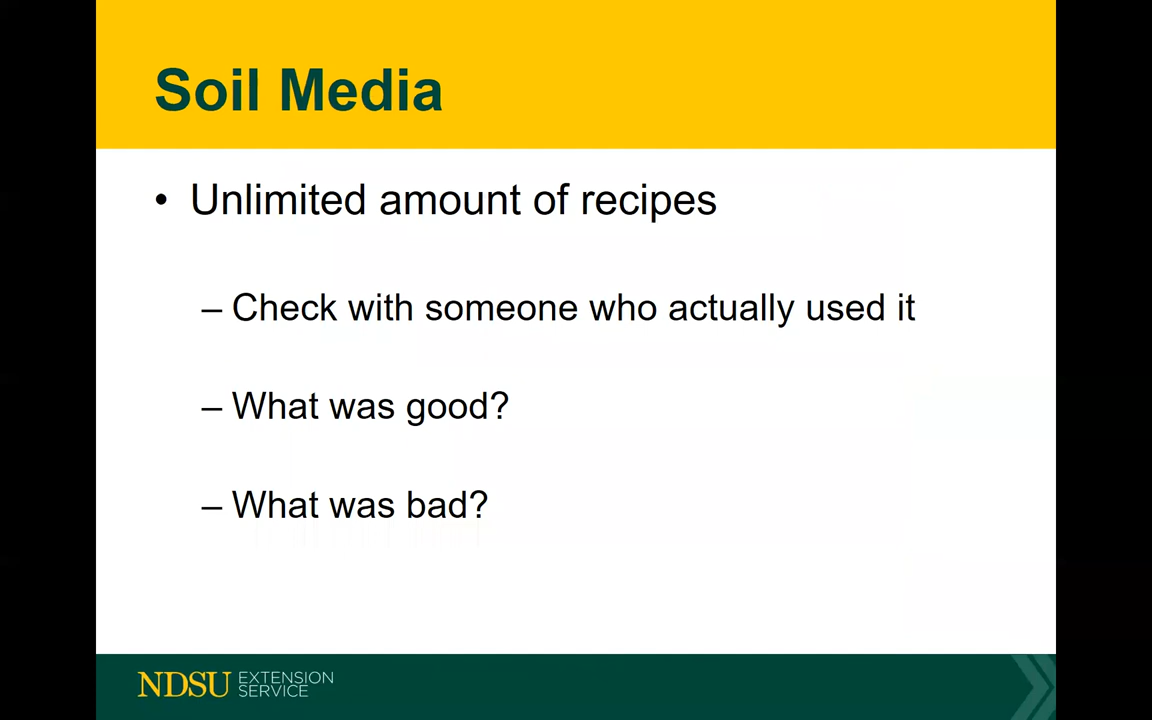 Soil Media
• Unlimited amount of recipes
– Check with someone who actually used it
– What was good?
– What was bad?
NDSU EXTENSION
SERVICE